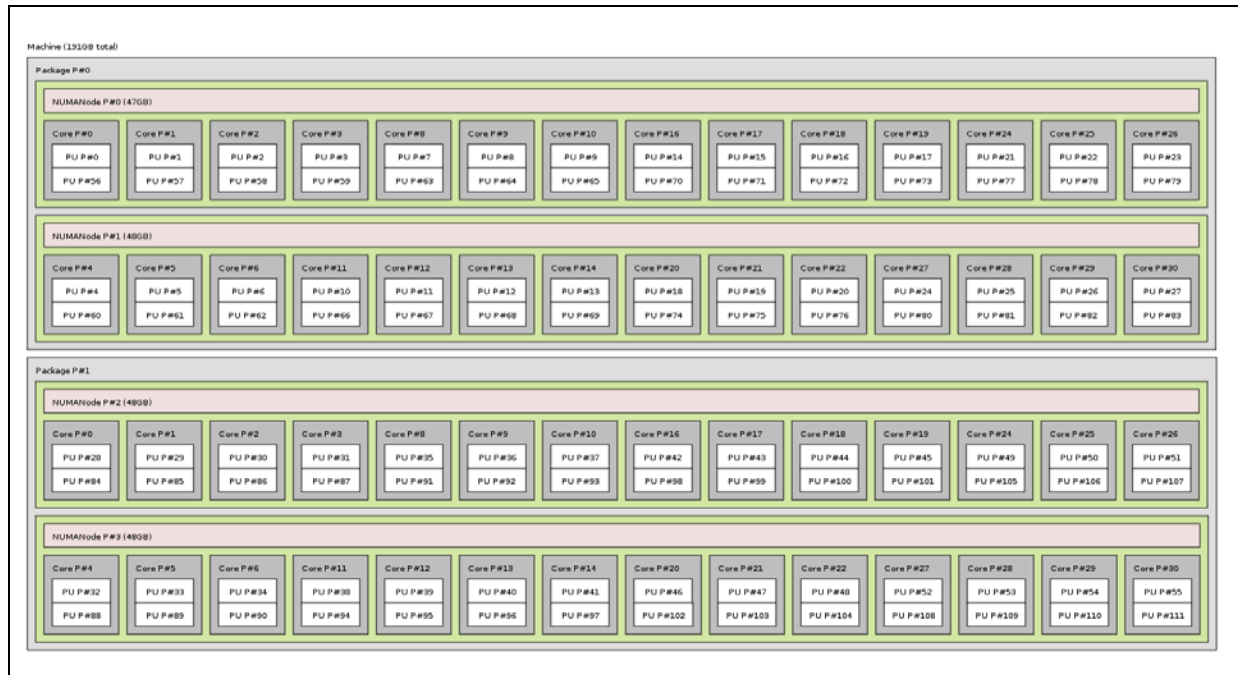 Machine (191GB total)
Package P#0
NUMANode P#0 (47GB)
Core P#0 Core P#1 Core P#2 Core P#3 Core P#8 Core P#9 Core P#10 Core P#16 Core P#17 Core P#18 Core P#19 Core P#24 Core P#25 Core P#26
PU P#0 PU P#1 PU P#2 PU P#3 PU P#7 PU P#8 PU P#9 PU P#14 PU P#15 PU P#16 PU P#17 PU P#21 PU P#22 PU P#23
PU P#56 PU P#57 PU P#58 PU P#59 PU P#63 PU P#64 PU P#65 PU P#70 PU P#71 PU P#72 PU P#73 PU P#77 PU P#78 PU P#79
NUMANode P#1 (48GB)
Core P#4 Core P#5 Core P#6 Core P#11 Core P#12 Core P#13 Core P#14 Core P#20 Core P#21 Core P#22 Core P#27 Core P#28 Core P#29 Core P#30
PU P#4 PU P#5 PU P#6 PU P#10 PU P#11 PU P#12 PU P#13 PU P#18 PU P#19 PU P#20 PU P#24 PU P#25 PU P#26 PU P#27
PU P#60 PU P#61 PU P#62 PU P#66 PU P#67 PU P#68 PU P#69 PU P#74 PU P#75 PU P#76 PU P#80 PU P#81 PU P#82 PU P#83
Package P#1
NUMANode P#2 (48GB)
Core P#0 Core P#1 Core P#2 Core P#3 Core P#8 Core P#9 Core P#10 Core P#16 Core P#17 Core P#18 Core P#19 Core P#24 Core P#25 Core P#26
PU P#28 PU P#29 PU P#30 PU P#31 PU P#35 PU P#36 PU P#37 PU P#42 PU P#43 PU P#44 PU P#45 PU P#49 PU P#50 PU P#51
PU P#84 PU P#85 PU P#86 PU P#87 PU P#91 PU P#92 PU P#93 PU P#98 PU P#99 PU P#100 PU P#101 PU P#105 PU P#106 PU P#107
NUMANode P#3 (48GB)
Core P#4 Core P#5 Core P#6 Core P#11 Core P#12 Core P#13 Core P#14 Core P#20 Core P#21 Core P#22 Core P#27 Core P#28 Core P#29 Core P#30
PU P#32 PU P#33 PU P#34 PU P#38 PU P#39 PU P#40 PU P#41 PU P#46 PU P#47 PU P#48 PU P#52 PU P#53 PU P#54 PU P#55
PU P#88 PU P#89 PU P#90 PU P#94 PU P#95 PU P#96 PU P#97 PU P#102 PU P#103 PU P#104 PU P#108 PU P#109 PU P#110 PU P#111